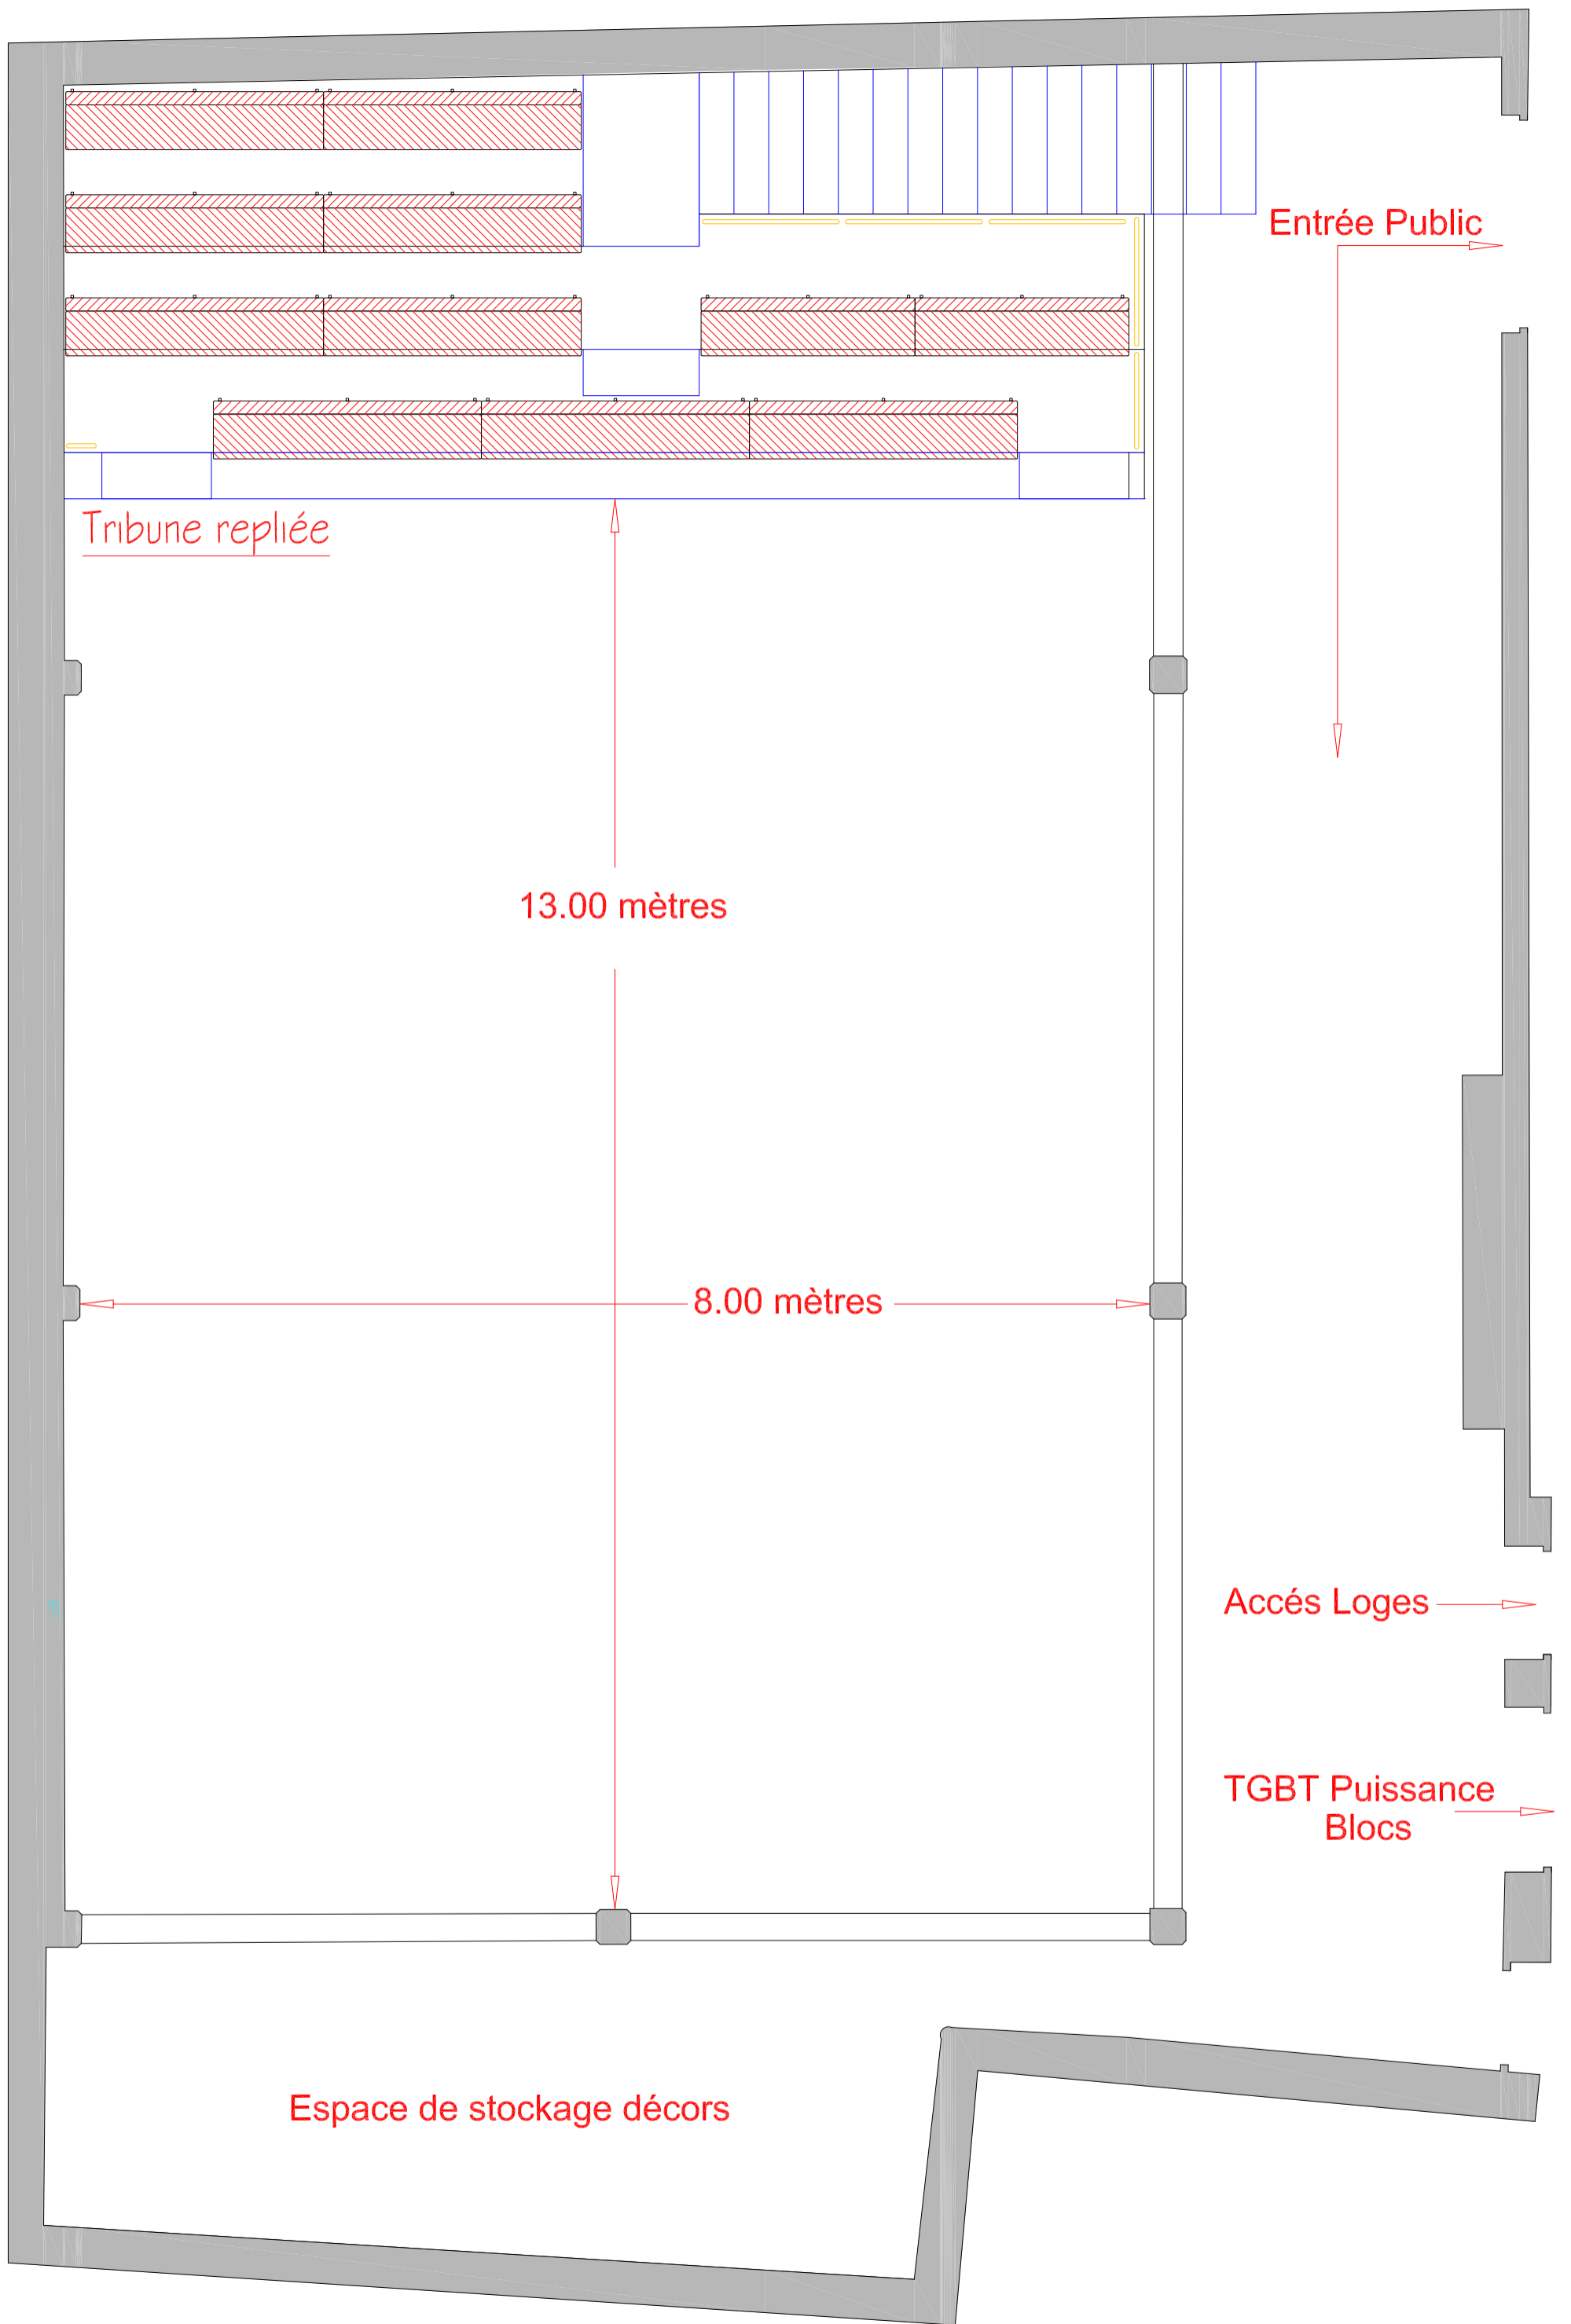 Entrée Public
Tribune repliée
13.00 mètres
8.00 mètres
Accés Loges
TGBT Puissance
Blocs
Espace de stockage décors